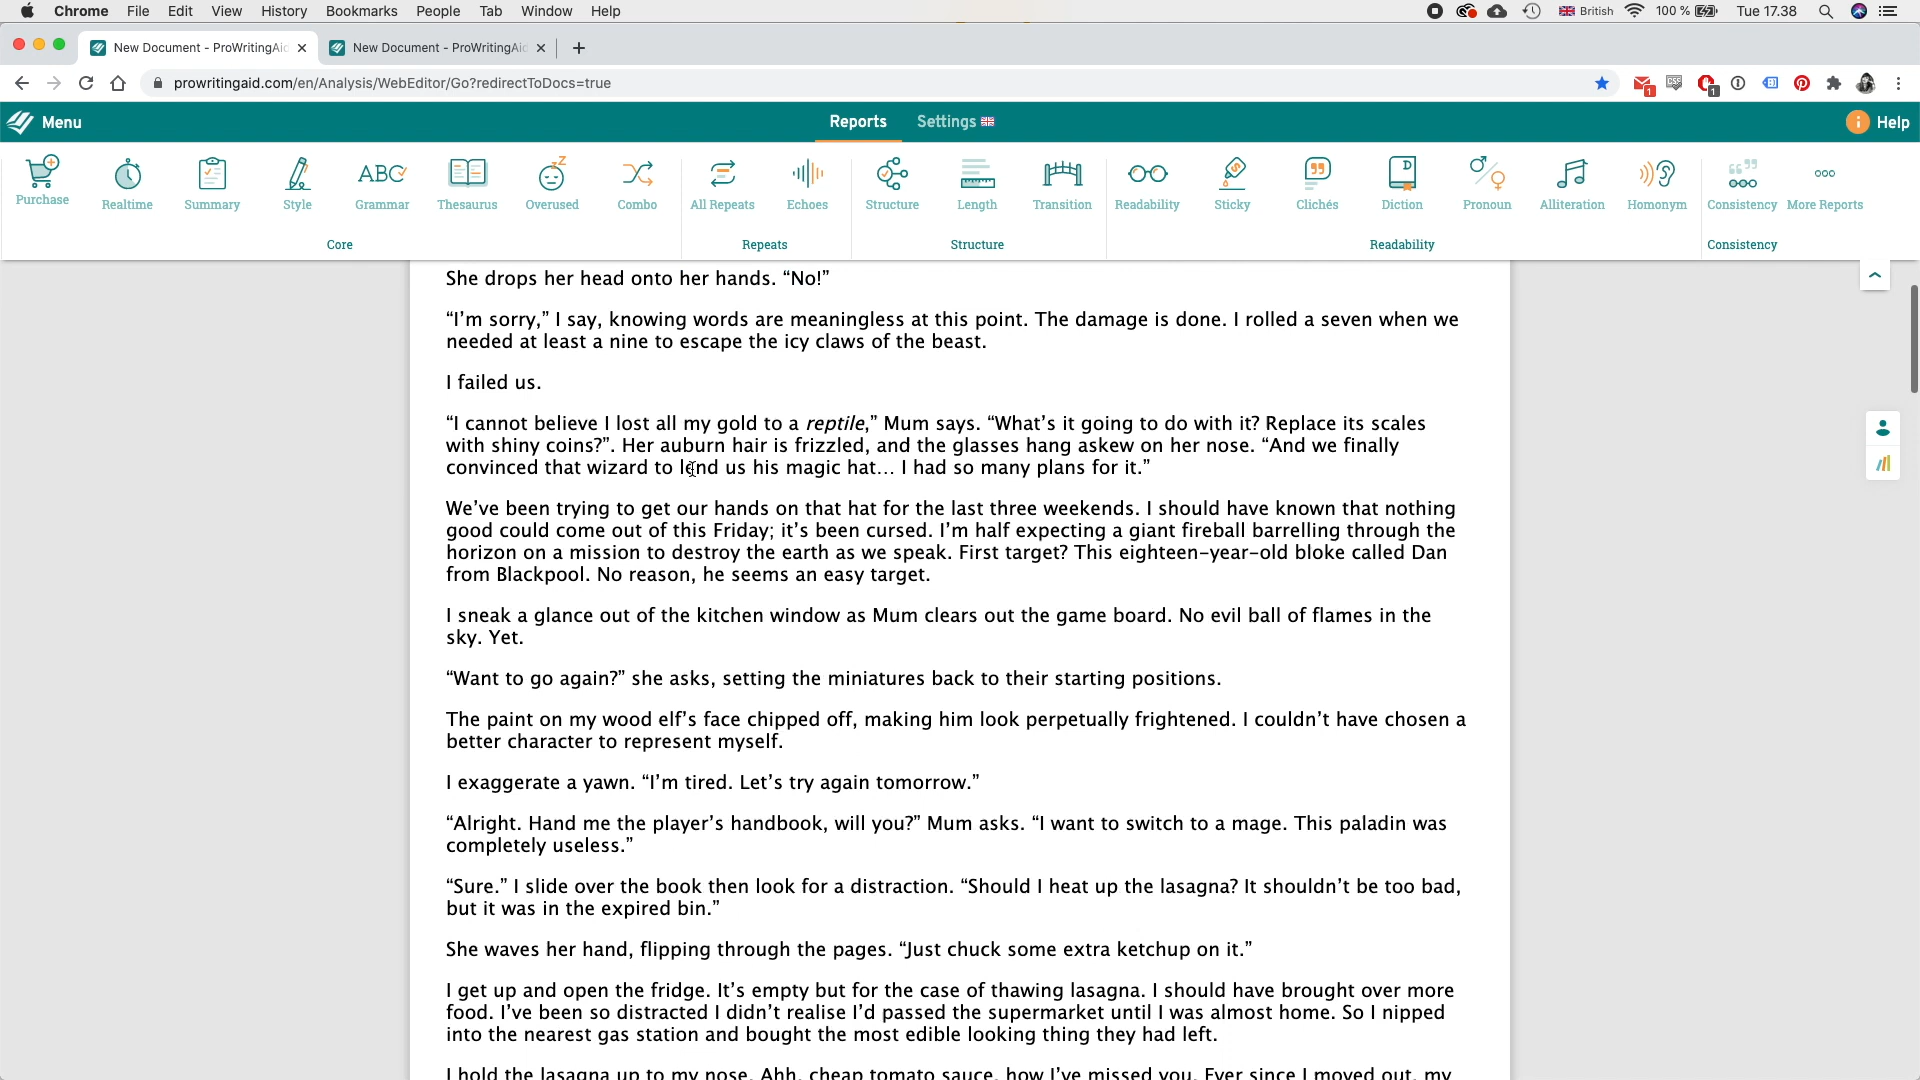 Chrome File Edit View History Bookmarks People Tab Window Help British 100 % Tue 17.38
New Document - ProWritingAid New Document - ProWritingAid
prowritingaid.com/en/Analysis/WebEditor/Go?redirectToDocs=true
Menu Reports Settings Help
Purchase Realtime Summary Style Grammar Thesaurus Overused Combo All Repeats Echoes Structure Length Transition Readability Sticky Clichés Diction Pronoun Alliteration Homonym Consistency More Reports
Core Repeats Structure Readability Consistency
She drops her head onto her hands. “No!”
“I’m sorry,” I say, knowing words are meaningless at this point. The damage is done. I rolled a seven when we
needed at least a nine to escape the icy claws of the beast.
I failed us.
“I cannot believe I lost all my gold to a reptile,” Mum says. “What’s it going to do with it? Replace its scales
with shiny coins?”. Her auburn hair is frizzled, and the glasses hang askew on her nose. “And we finally
convinced that wizard to lend us his magic hat… I had so many plans for it.”
We’ve been trying to get our hands on that hat for the last three weekends. I should have known that nothing
good could come out of this Friday; it’s been cursed. I’m half expecting a giant fireball barrelling through the
horizon on a mission to destroy the earth as we speak. First target? This eighteen-year-old bloke called Dan
from Blackpool. No reason, he seems an easy target.
I sneak a glance out of the kitchen window as Mum clears out the game board. No evil ball of flames in the
sky. Yet.
“Want to go again?” she asks, setting the miniatures back to their starting positions.
The paint on my wood elf’s face chipped off, making him look perpetually frightened. I couldn’t have chosen a
better character to represent myself.
I exaggerate a yawn. “I’m tired. Let’s try again tomorrow.”
“Alright. Hand me the player’s handbook, will you?” Mum asks. “I want to switch to a mage. This paladin was
completely useless.”
“Sure.” I slide over the book then look for a distraction. “Should I heat up the lasagna? It shouldn’t be too bad,
but it was in the expired bin.”
She waves her hand, flipping through the pages. “Just chuck some extra ketchup on it.”
I get up and open the fridge. It’s empty but for the case of thawing lasagna. I should have brought over more
food. I’ve been so distracted I didn’t realise I’d passed the supermarket until I was almost home. So I nipped
into the nearest gas station and bought the most edible looking thing they had left.
I hold the lasagna up to my nose. Ahh, cheap tomato sauce, how I’ve missed you. Ever since I moved out, my